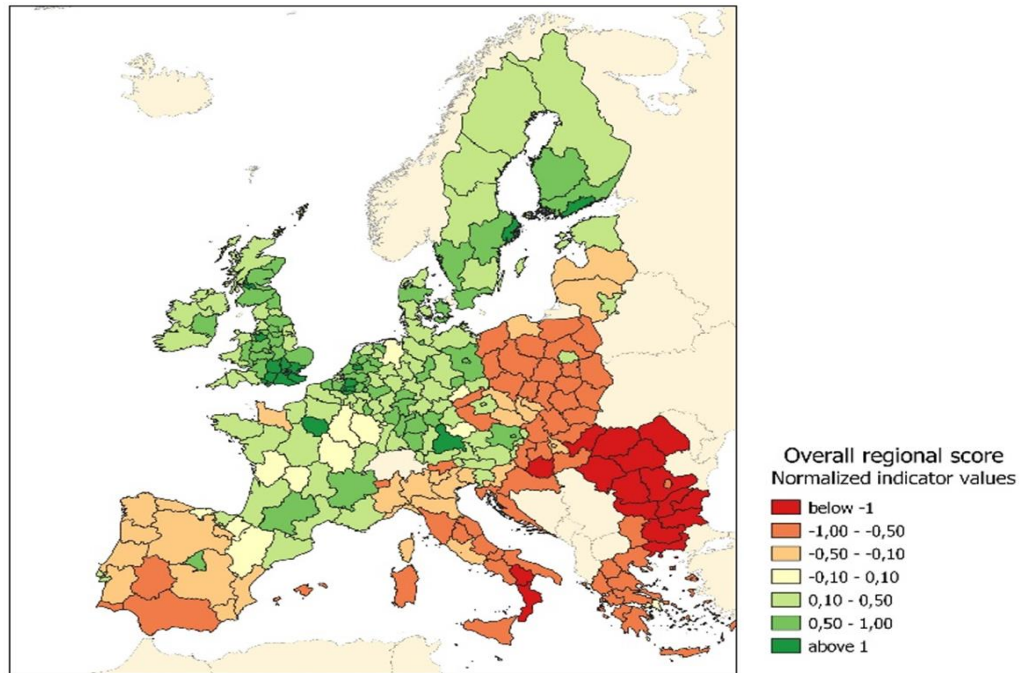 Overall regional score
Normalized indicator values
below -1
-1,00 - -0,50
-0,50 - -0,10
-0,10 - 0,10
0,10 - 0,50
0,50 - 1,00
above 1